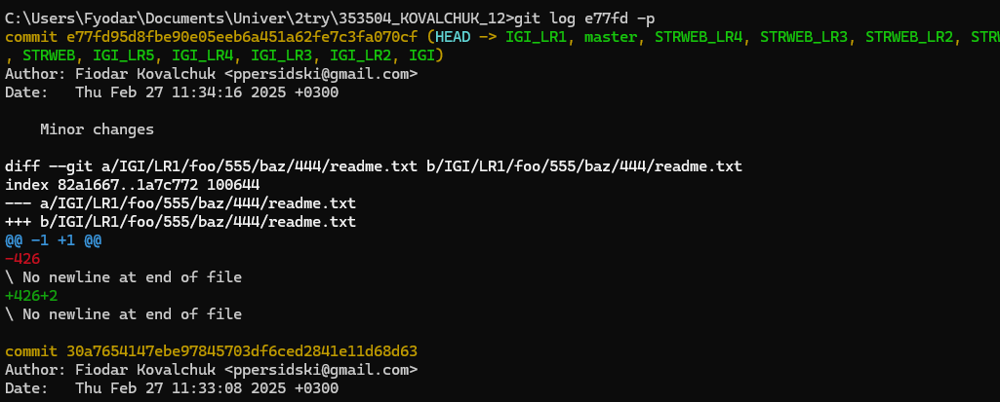 C:\Users\Fyodar\Documents\Univer\2try\353504_KOVALCHUK_12>git log e77fd -p
commit e77fd95d8fbe90e05eeb6a451a62fe7c3fa070cf (HEAD -> IGI_LR1, master, STRWEB_LR4, STRWEB_LR3, STRWEB_LR2,
, STRWEB, IGI_LR5, IGI_LR4, IGI_LR3, IGI_LR2, IGI)
Author: Fiodar Kovalchuk <ppersidski@gmail.com>
Date:   Thu Feb 27 11:34:16 2025 +0300
Minor changes
diff --git a/IGI/LR1/foo/555/baz/444/readme.txt b/IGI/LR1/foo/555/baz/444/readme.txt
index 82a1667..1a7c772 100644
--- a/IGI/LR1/foo/555/baz/444/readme.txt
+++ b/IGI/LR1/foo/555/baz/444/readme.txt
@@ -1 +1 @@
-426
\ No newline at end of file
+426+2
\ No newline at end of file
commit 30a7654147ebe97845703df6ced2841e11d68d63
Author: Fiodar Kovalchuk <ppersidski@gmail.com>
Date:   Thu Feb 27 11:33:08 2025 +0300